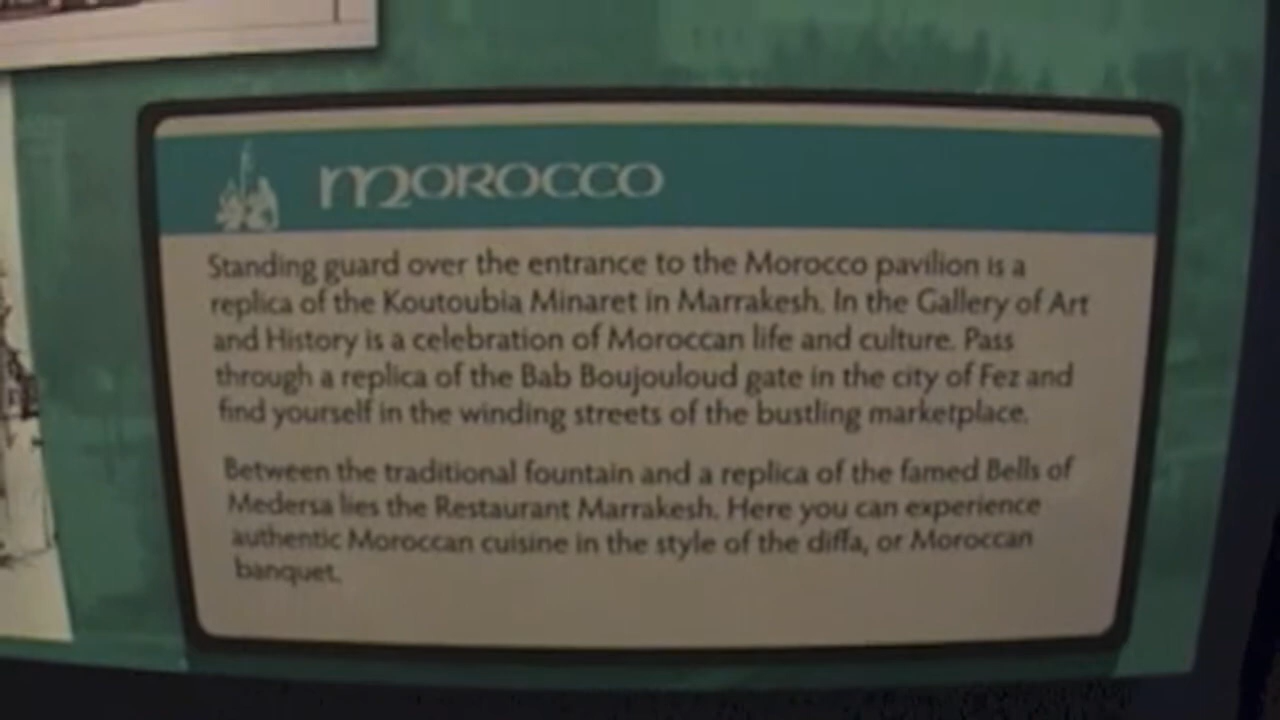 MOROCCO
Standing guard over the entrance to the Morocco pavilion is a
replica of the Koutoubia Minaret in Marrakesh. In the Gallery of Art
and History is a celebration of Moroccan life and culture. Pass
through a replica of the Bab Boujouloud gate in the city of Fez and
find yourself in the winding streets of the bustling marketplace.
Between the traditional fountain and a replica of the famed Bells of
Medersa lies the Restaurant Marrakesh. Here you can experience
authentic Moroccan cuisine in the style of the diffa, or Moroccan
banquet.